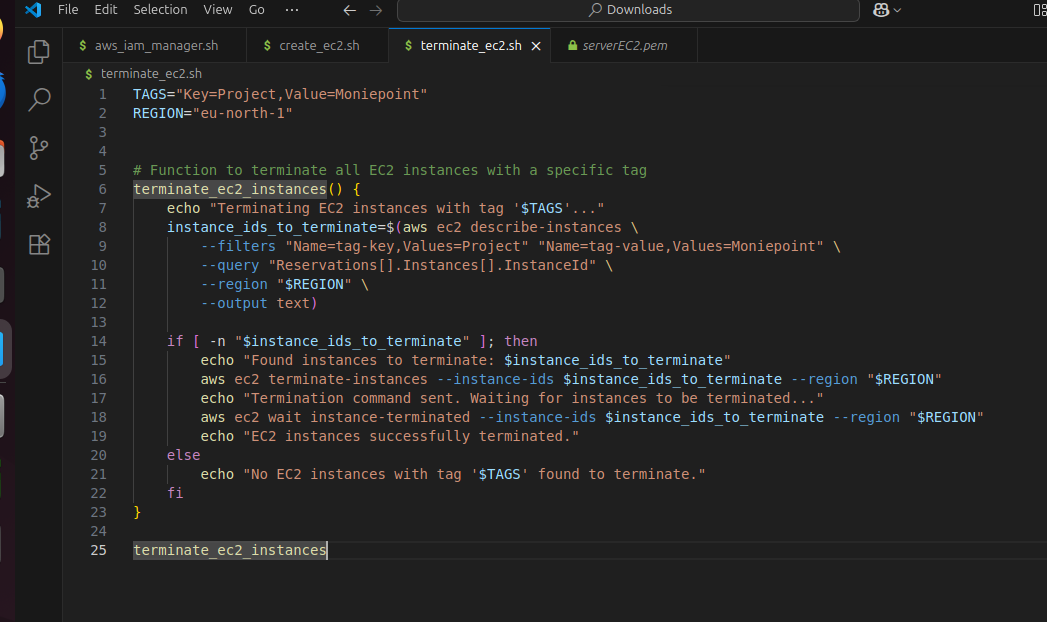 File Edit Selection View Go ··· Downloads
$ aws_iam_manager.sh $ create_ec2.sh $ terminate_ec2.sh serverEC2.pem
$ terminate_ec2.sh
1 TAGS="Key=Project,Value=Moniepoint"
2 REGION="eu-north-1"
3
4
5 # Function to terminate all EC2 instances with a specific tag
6 terminate_ec2_instances() {
7 echo "Terminating EC2 instances with tag '$TAGS'..."
8 instance_ids_to_terminate=$(aws ec2 describe-instances \
9 --filters "Name=tag-key,Values=Project" "Name=tag-value,Values=Moniepoint" \
10 --query "Reservations[].Instances[].InstanceId" \
11 --region "$REGION" \
12 --output text)
13
14 if [ -n "$instance_ids_to_terminate" ]; then
15 echo "Found instances to terminate: $instance_ids_to_terminate"
16 aws ec2 terminate-instances --instance-ids $instance_ids_to_terminate --region "$REGION"
17 echo "Termination command sent. Waiting for instances to be terminated..."
18 aws ec2 wait instance-terminated --instance-ids $instance_ids_to_terminate --region "$REGION"
19 echo "EC2 instances successfully terminated."
20 else
21 echo "No EC2 instances with tag '$TAGS' found to terminate."
22 fi
23 }
24
25 terminate_ec2_instances